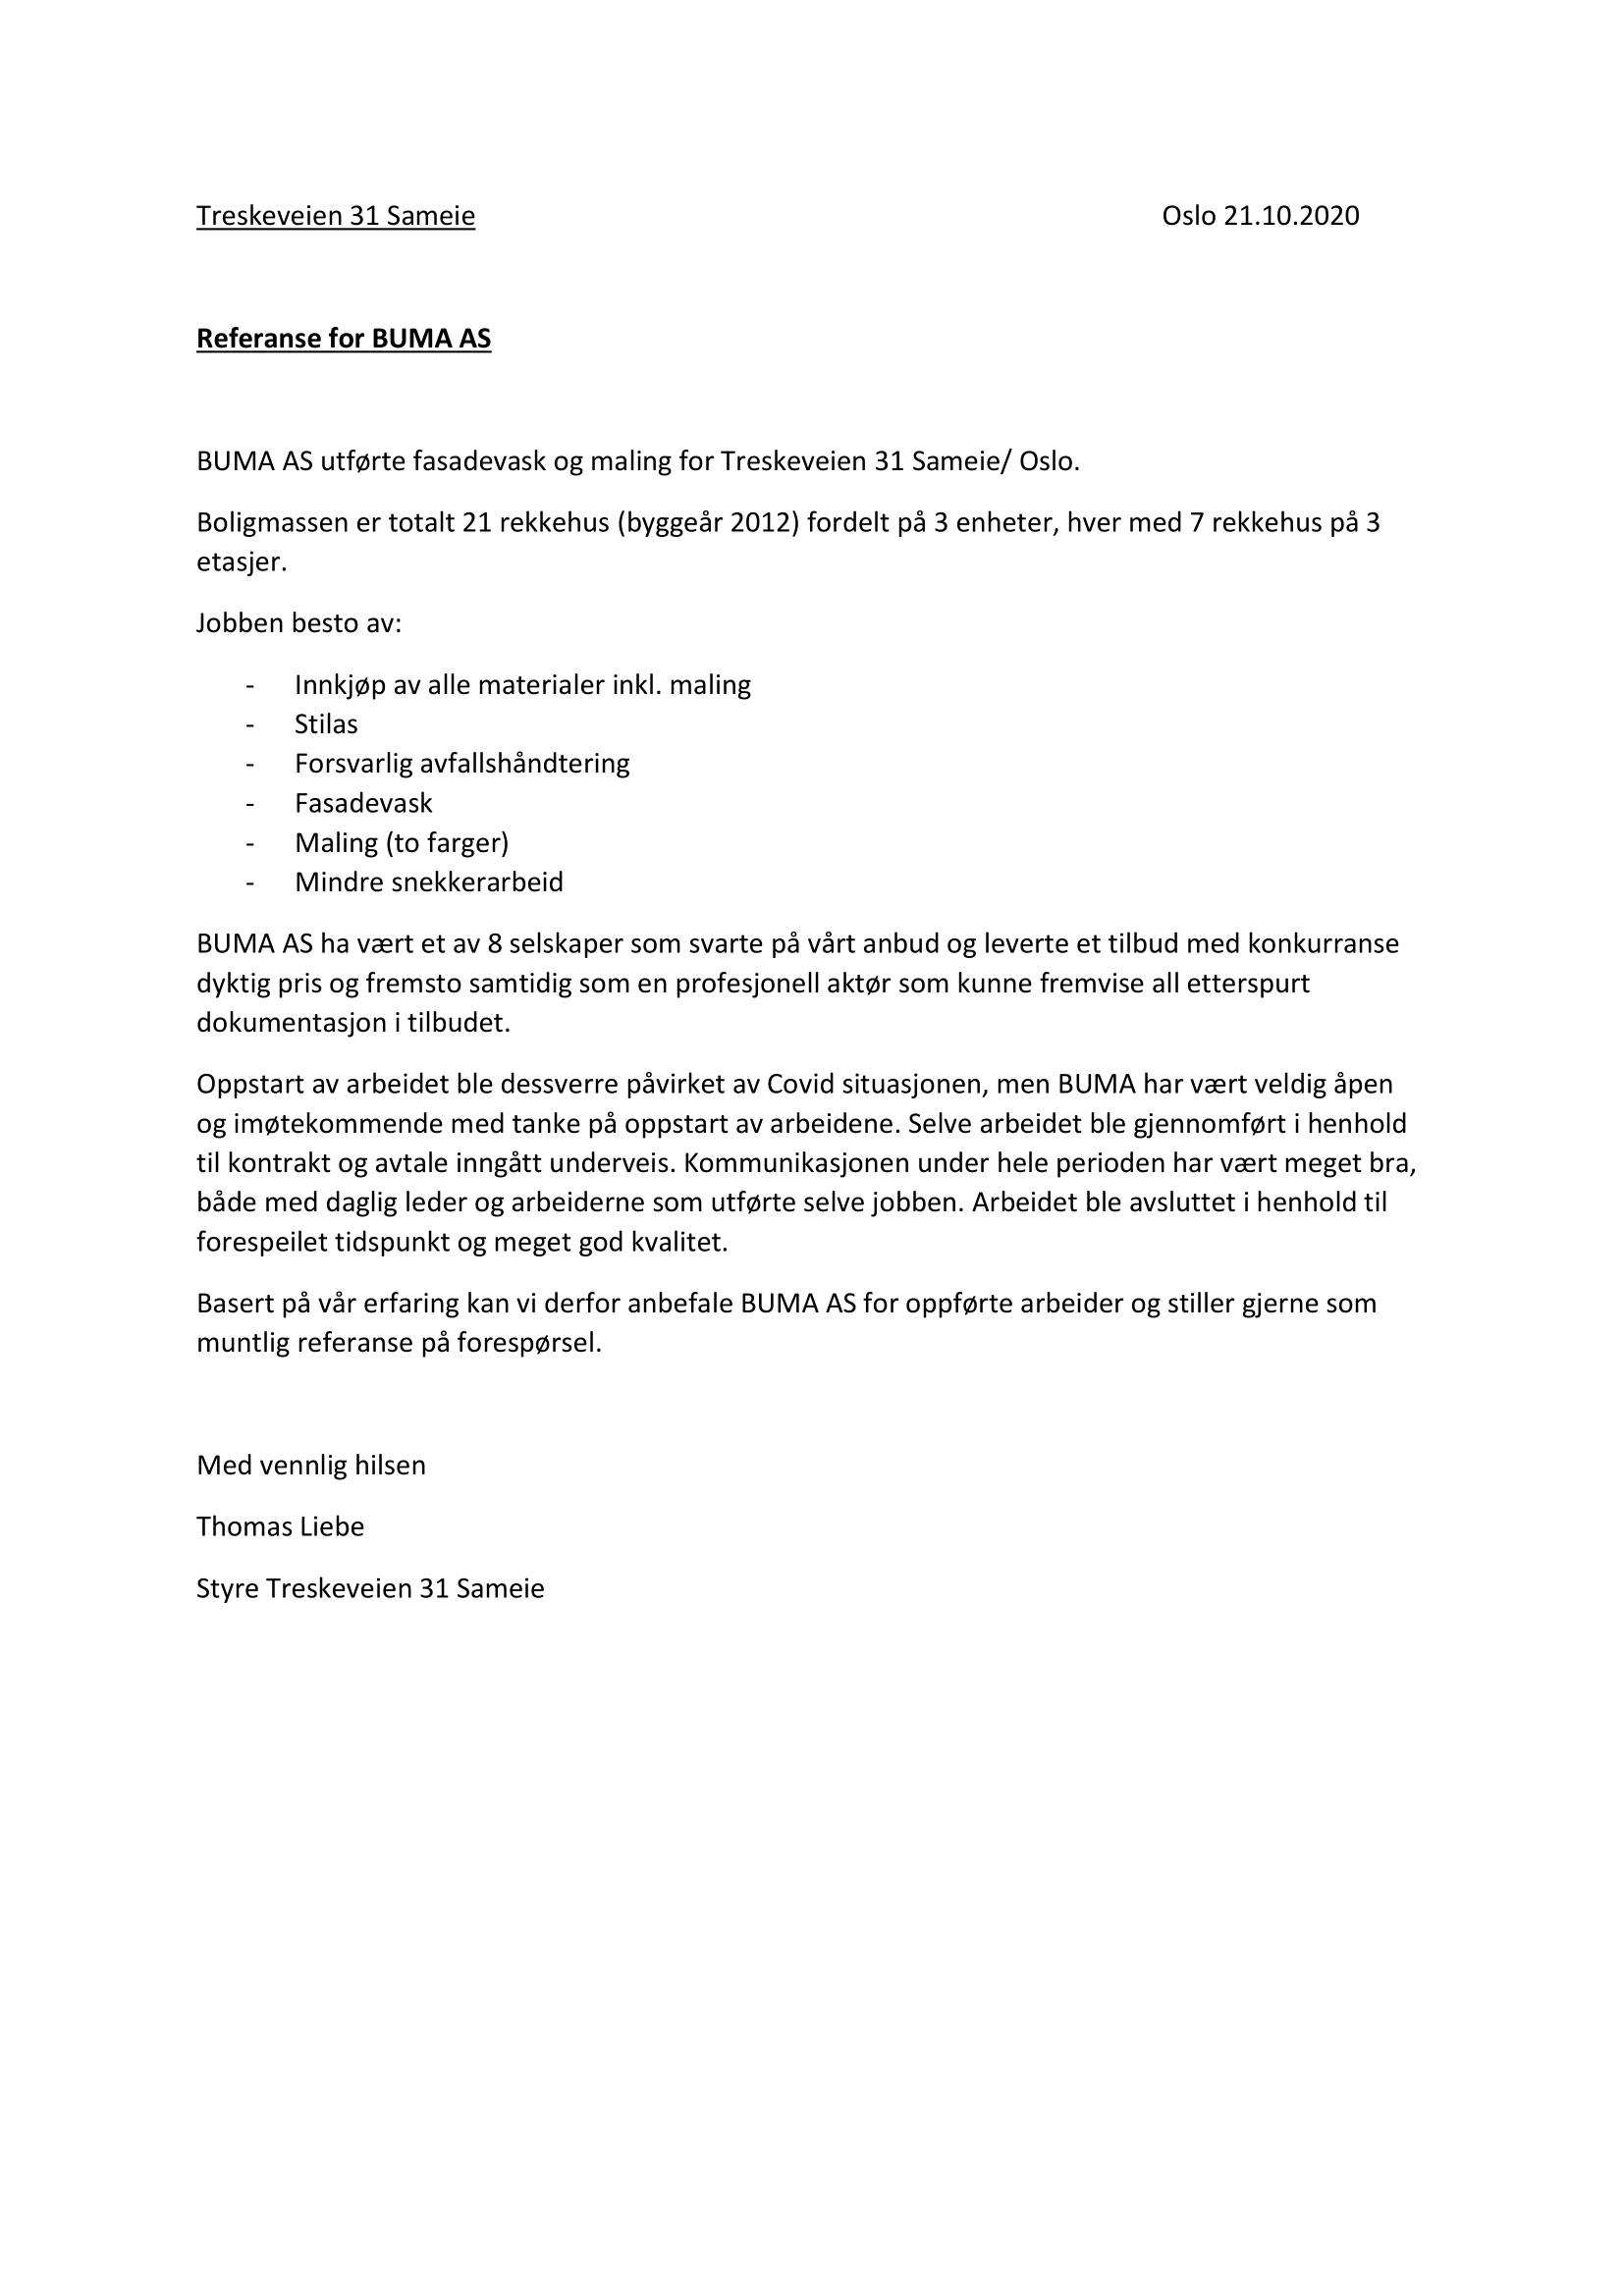 Treskeveien 31 Sameie Oslo 21.10.2020
Referanse for BUMA AS
BUMA AS utførte fasadevask og maling for Treskeveien 31 Sameie/ Oslo.
Boligmassen er totalt 21 rekkehus (byggeår 2012) fordelt på 3 enheter, hver med 7 rekkehus på 3
etasjer.
Jobben besto av:
- Innkjøp av alle materialer inkl. maling
- Stilas
- Forsvarlig avfallshåndtering
- Fasadevask
- Maling (to farger)
- Mindre snekkerarbeid
BUMA AS ha vært et av 8 selskaper som svarte på vårt anbud og leverte et tilbud med konkurranse
dyktig pris og fremsto samtidig som en profesjonell aktør som kunne fremvise all etterspurt
dokumentasjon i tilbudet.
Oppstart av arbeidet ble dessverre påvirket av Covid situasjonen, men BUMA har vært veldig åpen
og imøtekommende med tanke på oppstart av arbeidene. Selve arbeidet ble gjennomført i henhold
til kontrakt og avtale inngått underveis. Kommunikasjonen under hele perioden har vært meget bra,
både med daglig leder og arbeiderne som utførte selve jobben. Arbeidet ble avsluttet i henhold til
forespeilet tidspunkt og meget god kvalitet.
Basert på vår erfaring kan vi derfor anbefale BUMA AS for oppførte arbeider og stiller gjerne som
muntlig referanse på forespørsel.
Med vennlig hilsen
Thomas Liebe
Styre Treskeveien 31 Sameie